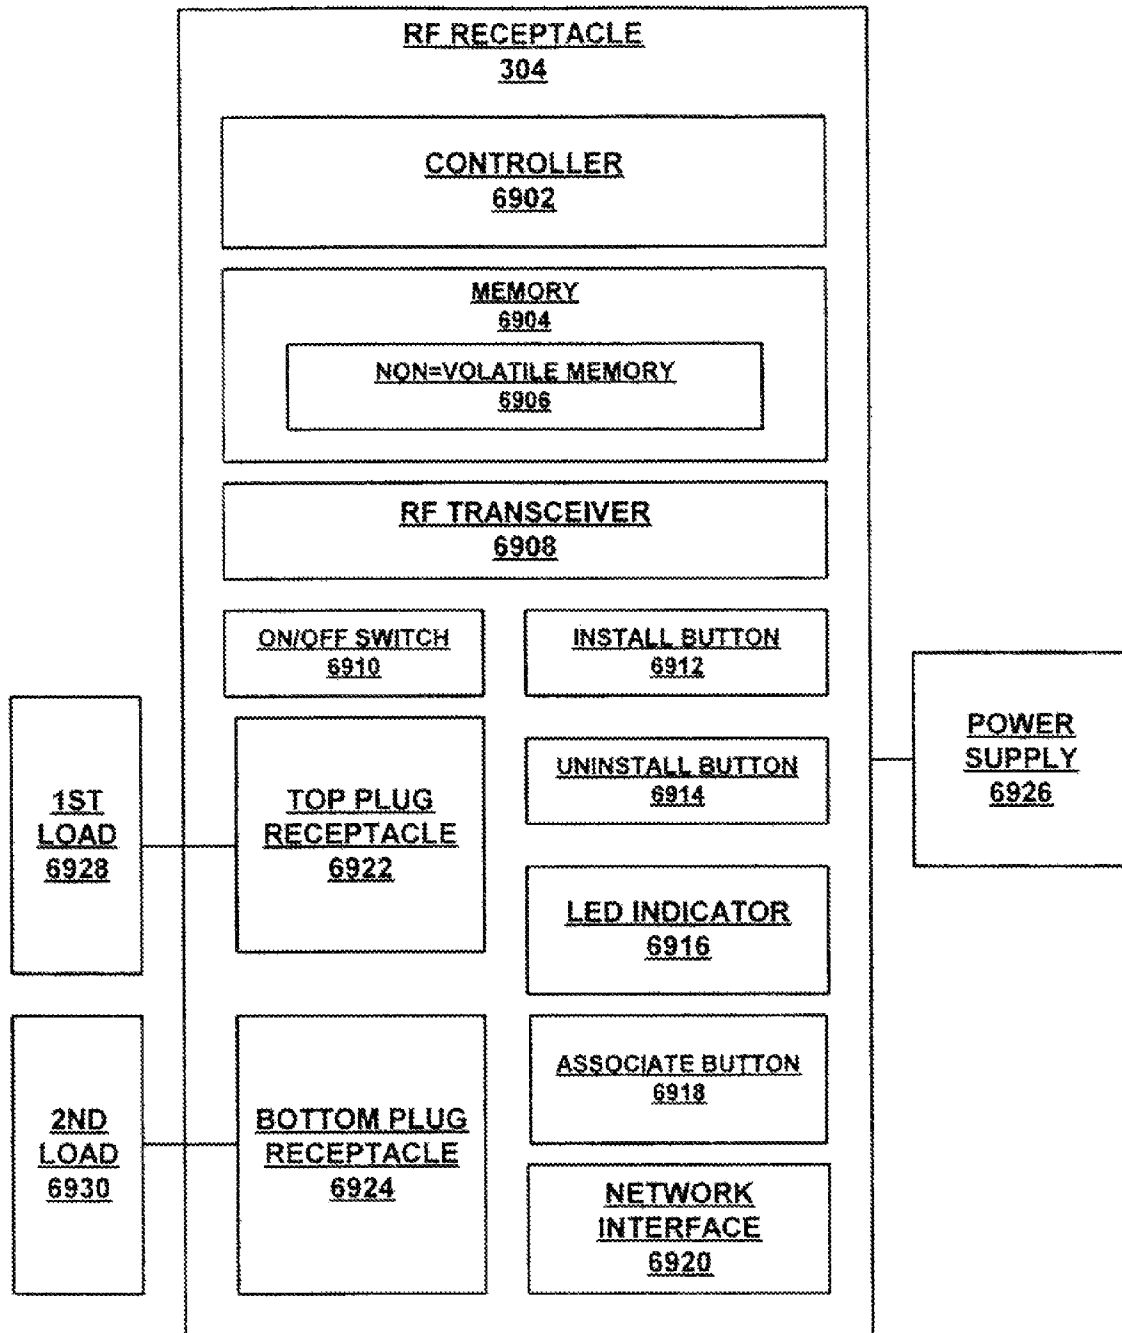 RF RECEPTACLE
304
CONTROLLER
6902
MEMORY
6904
NON=VOLATILE MEMORY
6906
RF TRANSCEIVER
6908
ON/OFF SWITCH
6910
INSTALL BUTTON
6912
UNINSTALL BUTTON
6914
1ST
LOAD
6928
TOP PLUG
RECEPTACLE
6922
POWER
SUPPLY
6926
LED INDICATOR
6916
ASSOCIATE BUTTON
6918
2ND
LOAD
6930
BOTTOM PLUG
RECEPTACLE
6924
NETWORK
INTERFACE
6920